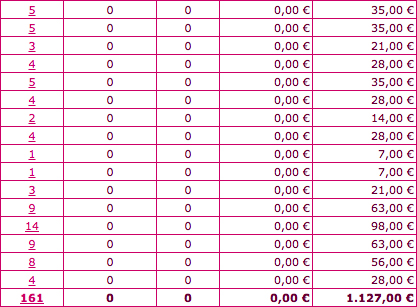 5 0 0 0,00 € 35,00 €
5 0 0 0,00 € 35,00 €
3 0 0 0,00 € 21,00 €
4 0 0 0,00 € 28,00 €
5 0 0 0,00 € 35,00 €
4 0 0 0,00 € 28,00 €
2 0 0 0,00 € 14,00 €
4 0 0 0,00 € 28,00 €
1 0 0 0,00 € 7,00 €
1 0 0 0,00 € 7,00 €
3 0 0 0,00 € 21,00 €
9 0 0 0,00 € 63,00 €
14 0 0 0,00 € 98,00 €
9 0 0 0,00 € 63,00 €
8 0 0 0,00 € 56,00 €
4 0 0 0,00 € 28,00 €
161 0 0 0,00 € 1.127,00 €